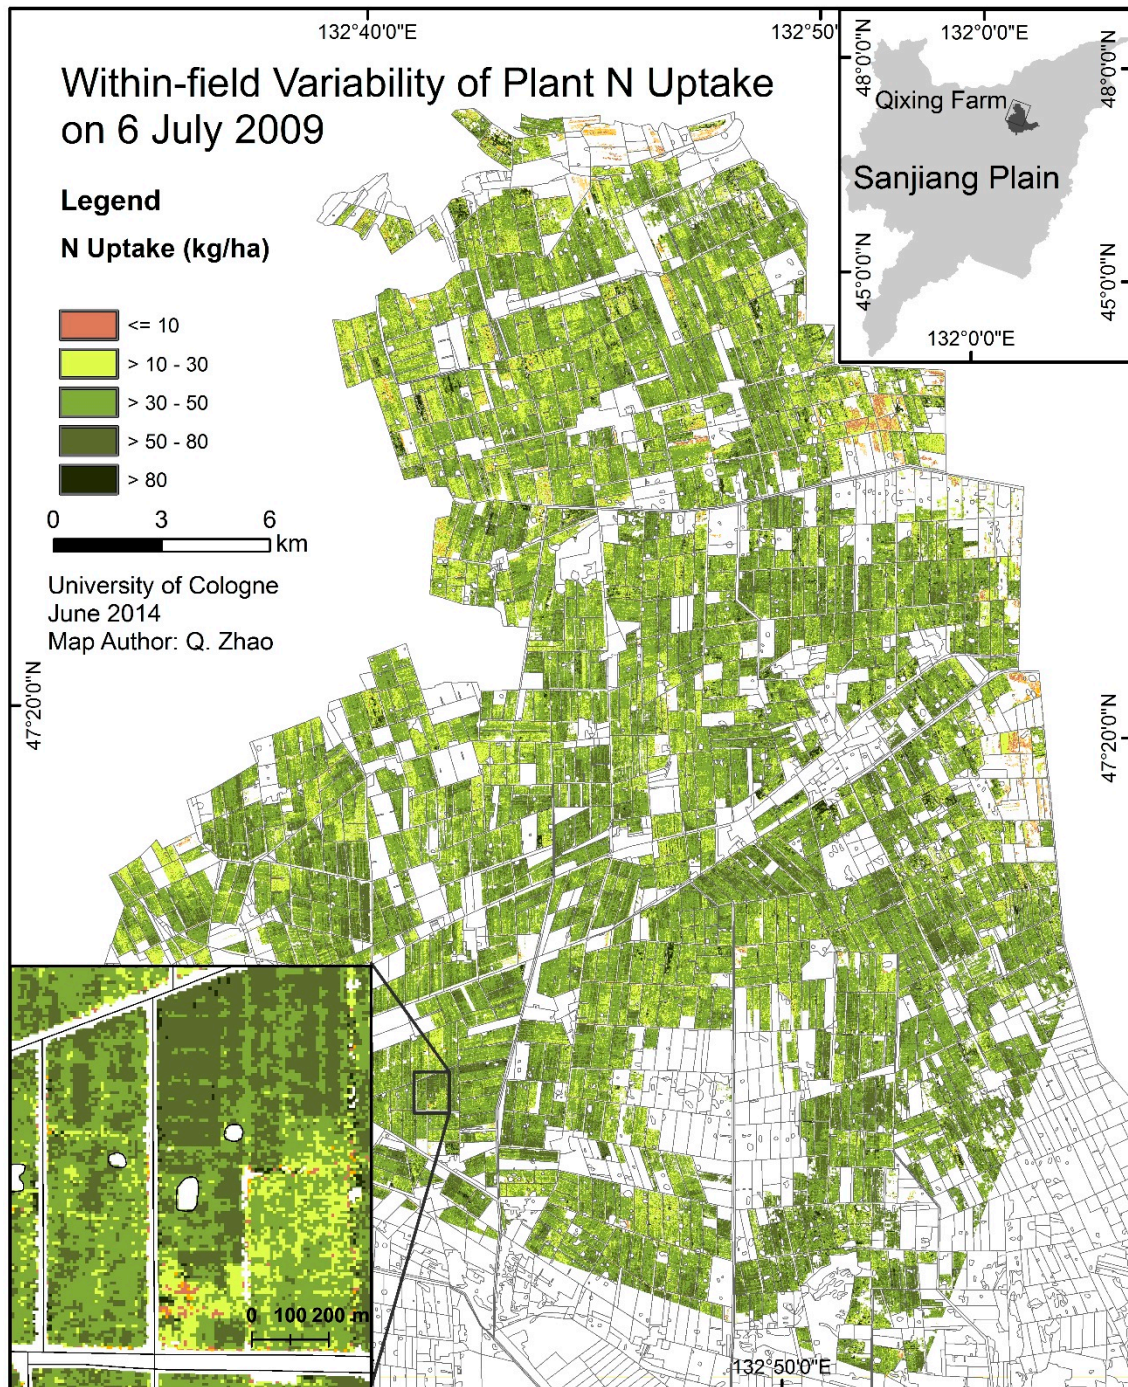 132°40'0"E
132°50'
Within-field Variability of Plant N Uptake
on 6 July 2009
Legend
N Uptake (kg/ha)
<= 10
> 10 - 30
> 30 - 50
> 50 - 80
> 80
0 3 6
km
University of Cologne
June 2014
Map Author: Q. Zhao
132°0'0"E
48°0'0"N
48°0'0"N
Qixing Farm
Sanjiang Plain
45°0'0"N
45°0'0"N
132°0'0"E
47°20'0"N
47°20'0"N
0 100 200 m
132°50'0"E